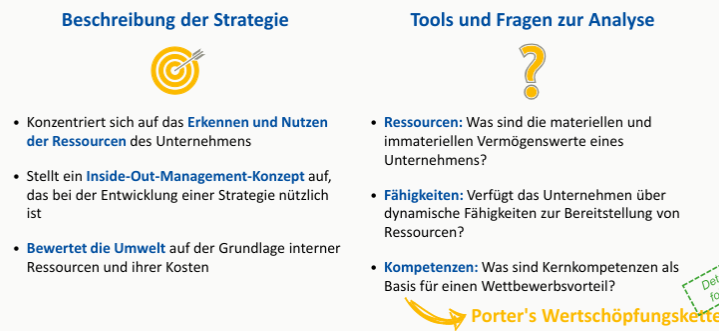 Beschreibung der Strategie
• Konzentriert sich auf das Erkennen und Nutzen
der Ressourcen des Unternehmens
• Stellt ein Inside-Out-Management-Konzept auf,
das bei der Entwicklung einer Strategie nützlich
ist
• Bewertet die Umwelt auf der Grundlage interner
Ressourcen und ihrer Kosten
Tools und Fragen zur Analyse
?
• Ressourcen: Was sind die materiellen und
immateriellen Vermögenswerte eines
Unternehmens?
• Fähigkeiten: Verfügt das Unternehmen über
dynamische Fähigkeiten zur Bereitstellung von
Ressourcen?
• Kompetenzen: Was sind Kernkompetenzen als
Basis für einen Wettbewerbsvorteil?
Porter's Wertschöpfungskette